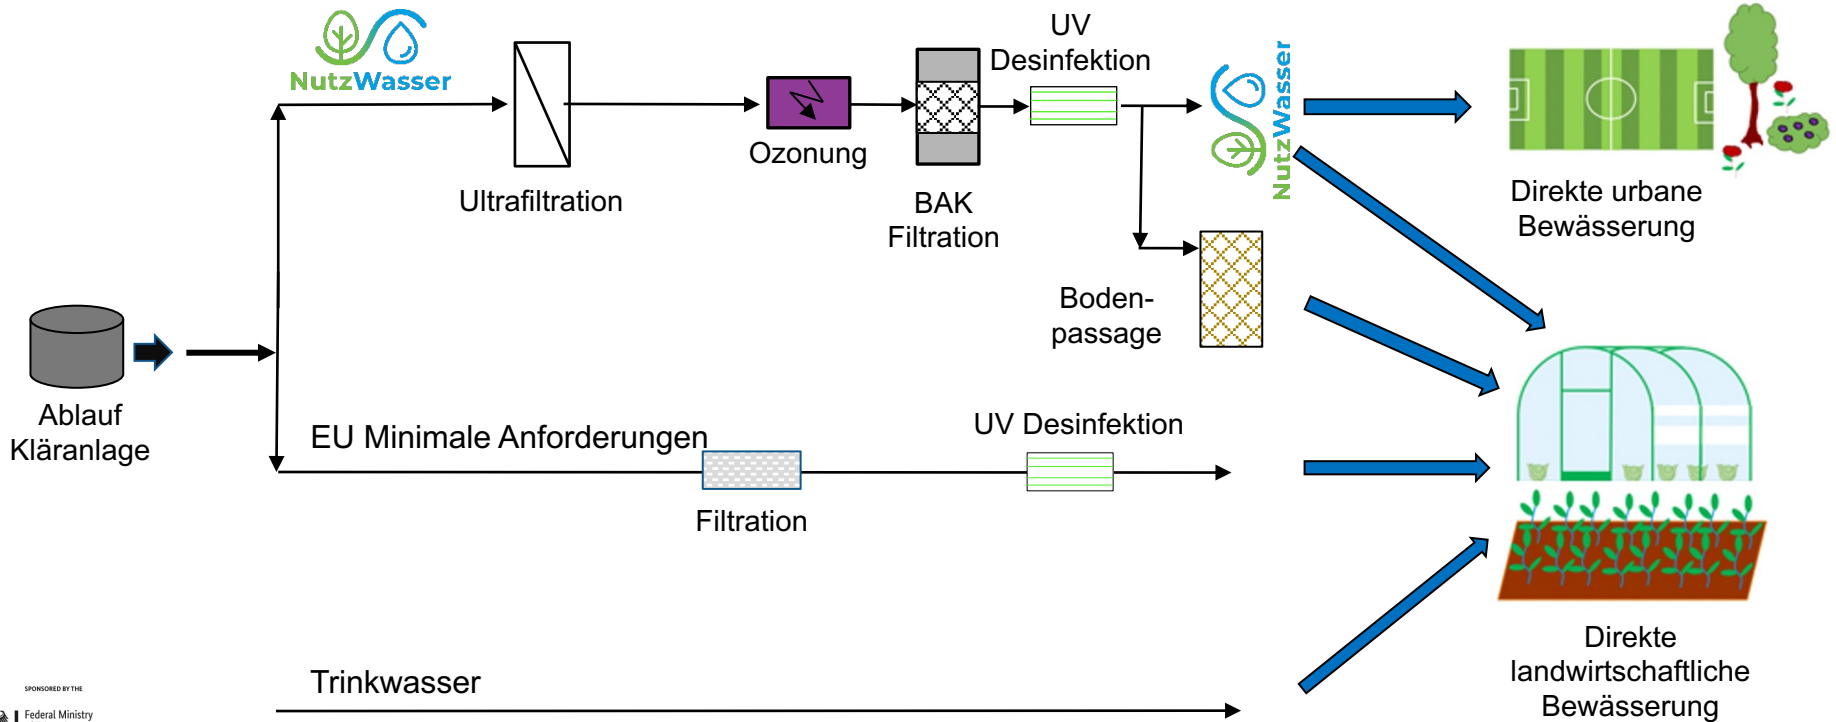 NutzWasser
UV
Desinfektion
NutzWasser
Ozonung
Ultrafiltration
BAK
Filtration
Direkte urbane
Bewässerung
Boden-
passage
Ablauf
Kläranlage
EU Minimale Anforderungen
UV Desinfektion
Filtration
Trinkwasser
Direkte
landwirtschaftliche
Bewässerung
SPONSORED BY THE
Federal Ministry